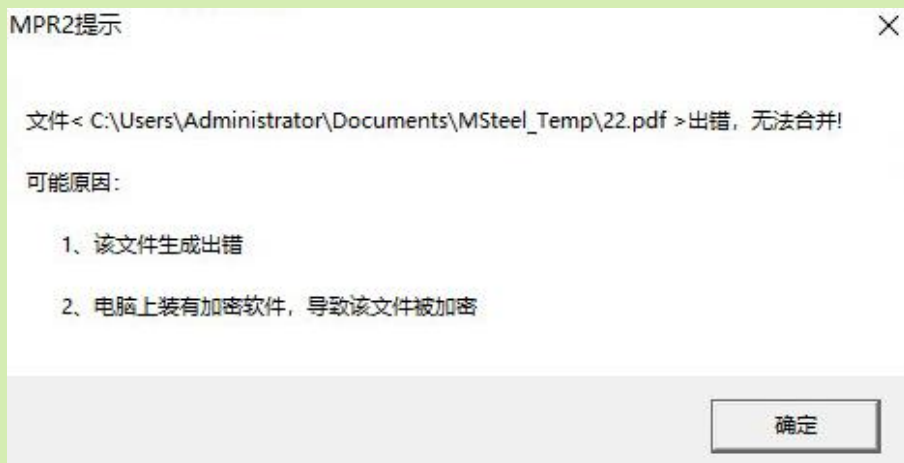 MPR2提示
文件< C:\Users\Administrator\Documents\MSteel_Temp\22.pdf >出错，无法合并!
可能原因：
1、该文件生成出错
2、电脑上装有加密软件，导致该文件被加密
确定